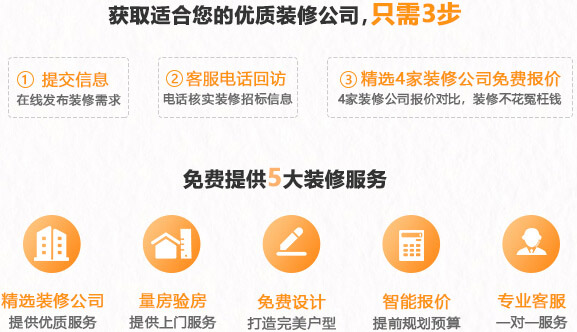 获取适合您的优质装修公司，只需3步
① 提交信息
在线发布装修需求
② 客服电话回访
电话核实装修招标信息
③ 精选4家装修公司免费报价
4家装修公司报价对比，装修不花冤枉钱
免费提供5大装修服务
精选装修公司
提供优质服务
量房验房
提供上门服务
免费设计
打造完美户型
智能报价
提前规划预算
专业客服
一对一服务